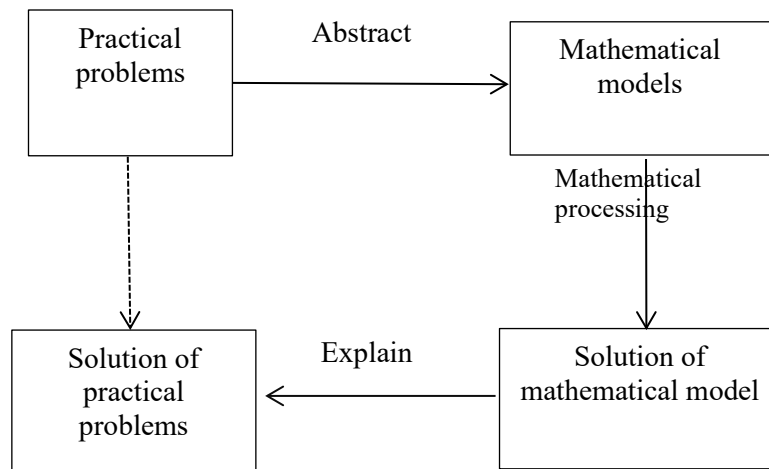 Practical
problems
Abstract
Mathematical
models
Mathematical
processing
Solution of
practical
problems
Explain
Solution of
mathematical model